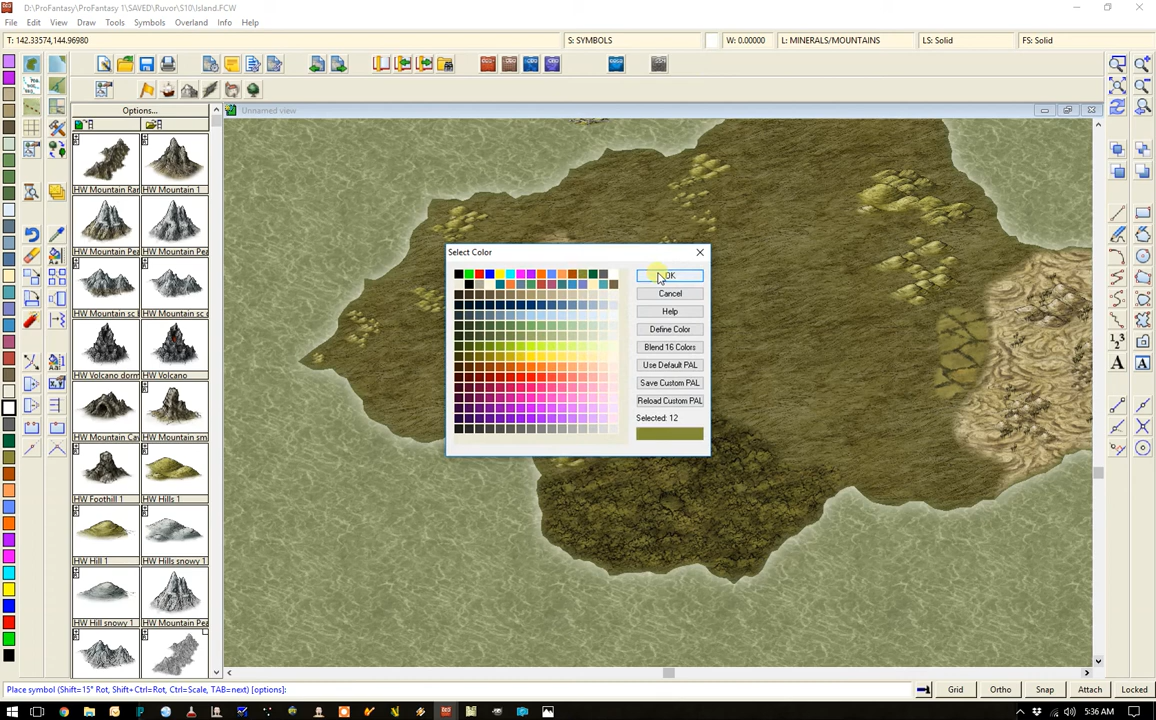 D:\ProFantasy\ProFantasy 1\SAVED\Ruvor\S10\Island.FCW
File Edit View Draw Tools Symbols Overland Info Help
T: 142.33574,144.96980 S: SYMBOLS W: 0.00000 L: MINERALS/MOUNTAINS LS: Solid FS: Solid
Options...
Unnamed view
HW Mountain Ran HW Mountain 1
HW Mountain Pea HW Mountain Pea
HW Mountain sc HW Mountain sc
HW Volcano dorm HW Volcano
HW Mountain Cav HW Mountain sm
HW Foothill 1 HW Hills 1
HW Hill 1 HW Hills snowy 1
HW Hill snowy 1 HW Mountain Pea
Select Color
OK
Cancel
Help
Define Color
Blend 16 Colors
Use Default PAL
Save Custom PAL
Reload Custom PAL
Selected: 12
Place symbol (Shift=15° Rot, Shift+Ctrl=Rot, Ctrl=Scale, TAB=next) [options]:
Grid Ortho Snap Attach Locked
5:36 AM